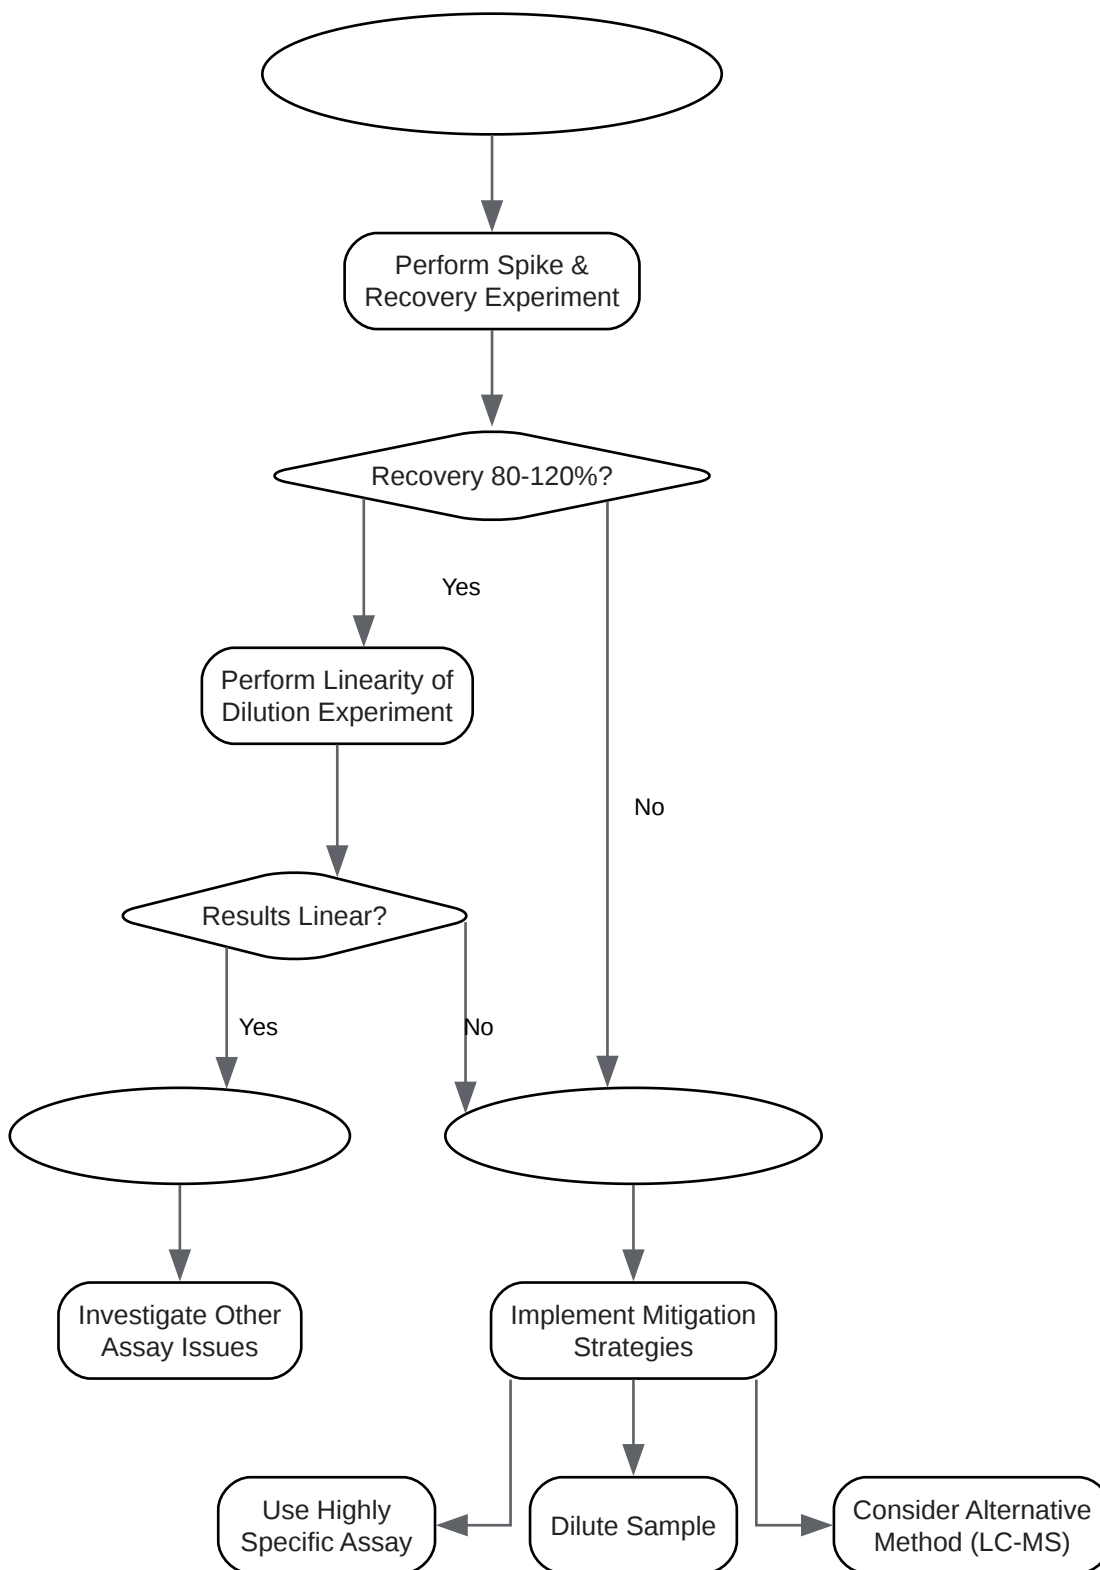 Perform Spike &
Recovery Experiment
Recovery 80-120%?
Yes
Perform Linearity of
Dilution Experiment
No
Results Linear?
Yes
No
Investigate Other
Assay Issues
Implement Mitigation
Strategies
Use Highly
Specific Assay
Dilute Sample
Consider Alternative
Method (LC-MS)